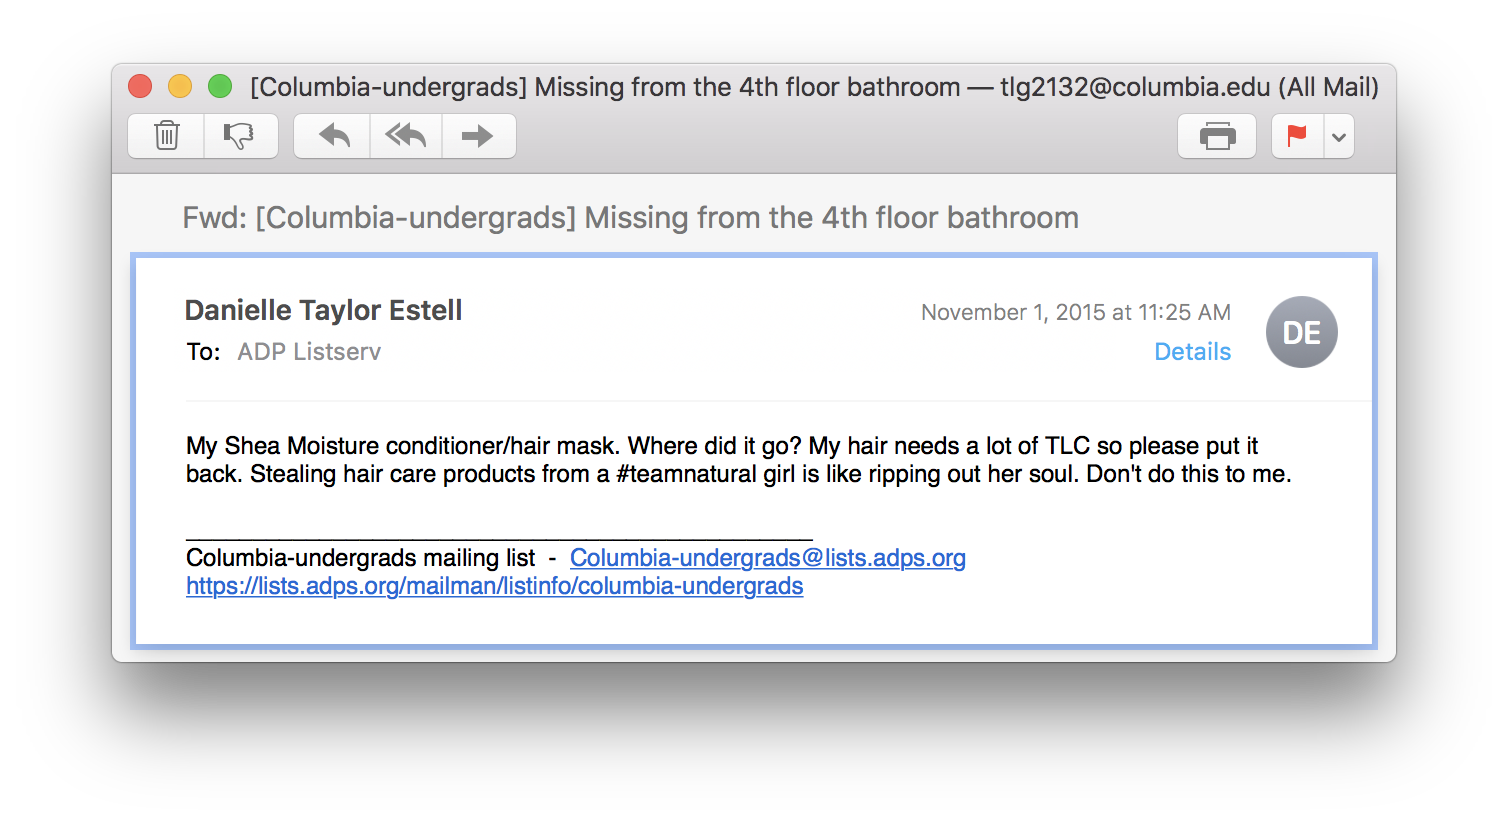 [Columbia-undergrads] Missing from the 4th floor bathroom — tlg2132@columbia.edu (All Mail)
Fwd: [Columbia-undergrads] Missing from the 4th floor bathroom
Danielle Taylor Estell
November 1, 2015 at 11:25 AM
DE
To: ADP Listserv
Details
My Shea Moisture conditioner/hair mask. Where did it go? My hair needs a lot of TLC so please put it
back. Stealing hair care products from a #teamnatural girl is like ripping out her soul. Don't do this to me.
_______________________________________________
Columbia-undergrads mailing list - Columbia-undergrads@lists.adps.org
https://lists.adps.org/mailman/listinfo/columbia-undergrads